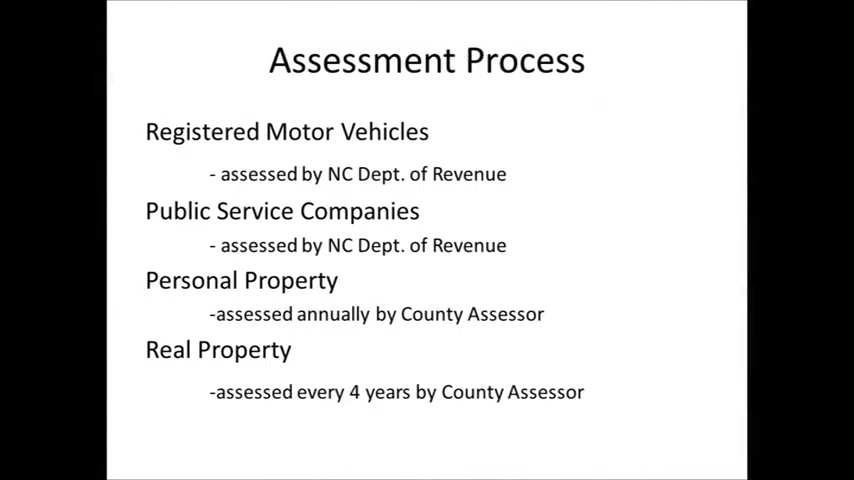 Assessment Process
Registered Motor Vehicles
- assessed by NC Dept. of Revenue
Public Service Companies
- assessed by NC Dept. of Revenue
Personal Property
-assessed annually by County Assessor
Real Property
-assessed every 4 years by County Assessor